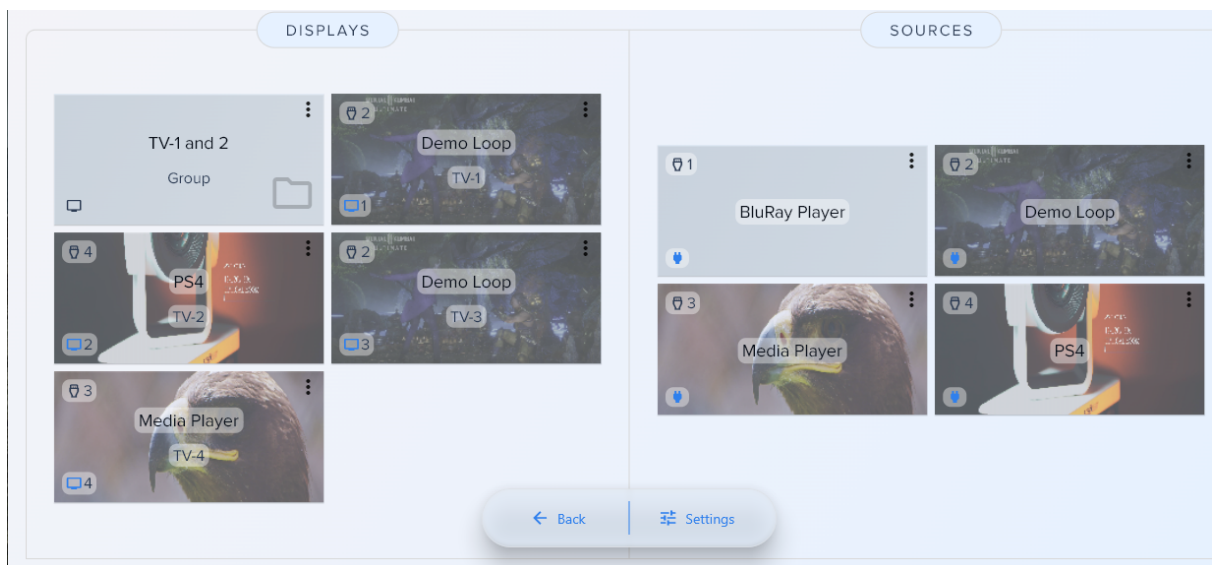 DISPLAYS
SOURCES
TV-1 and 2
Group
2
Demo Loop
TV-1
1
4
PS4
TV-2
2
2
Demo Loop
TV-3
3
3
Media Player
TV-4
4
1
BluRay Player
2
Demo Loop
3
Media Player
4
PS4
Back
Settings